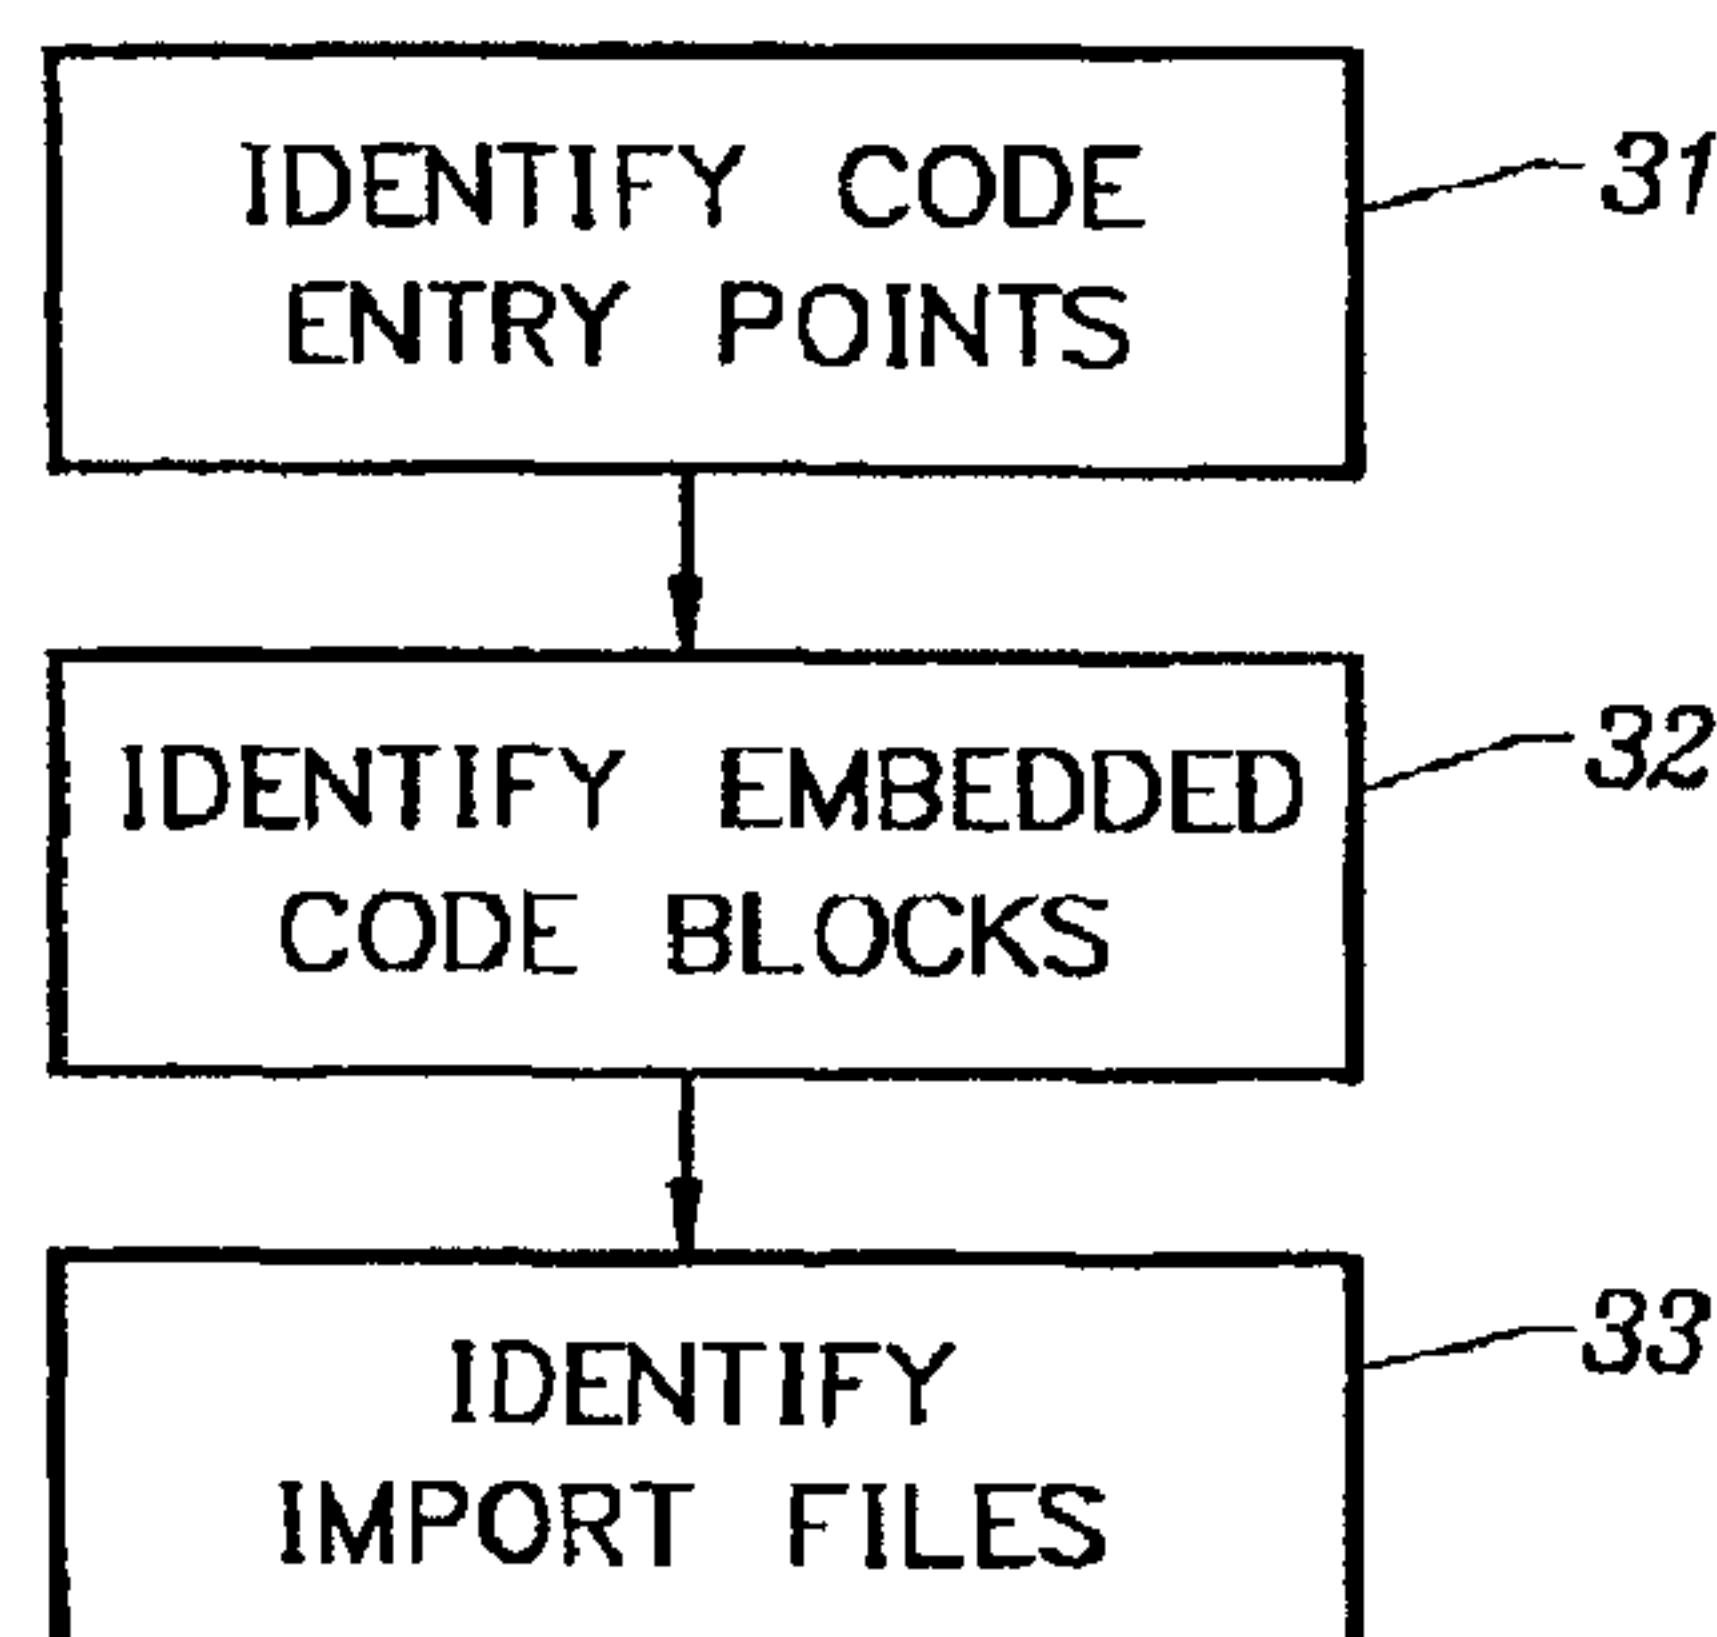 IDENTIFY CODE
ENTRY POINTS
31
IDENTIFY EMBEDDED
CODE BLOCKS
32
IDENTIFY
IMPORT FILES
33